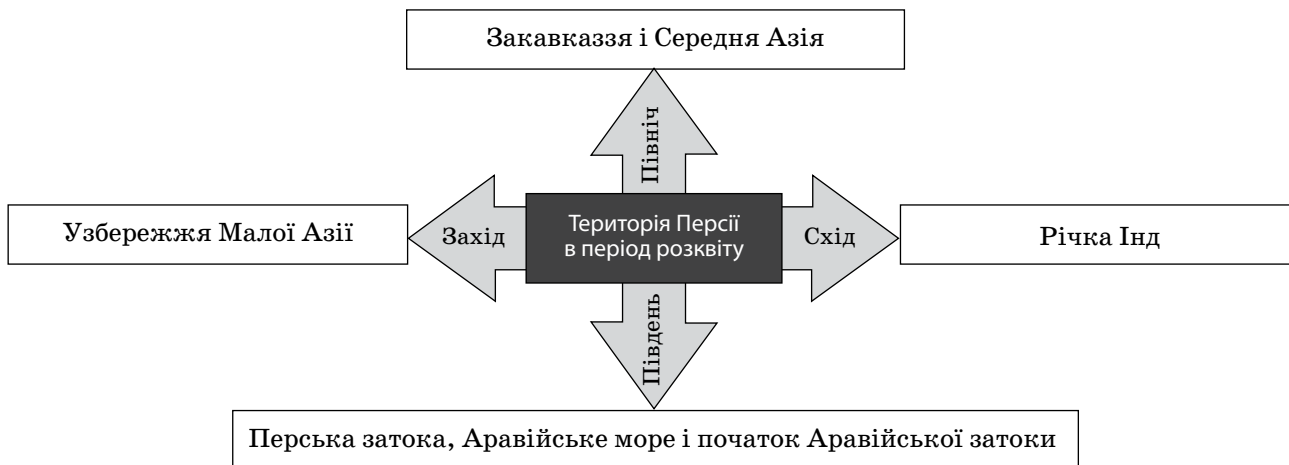 Закавказзя і Середня Азія
Північ
Узбережжя Малої Азії
Захід
Територія Персії
в період розквіту
Схід
Річка Інд
Південь
Перська затока, Аравійське море і початок Аравійської затоки